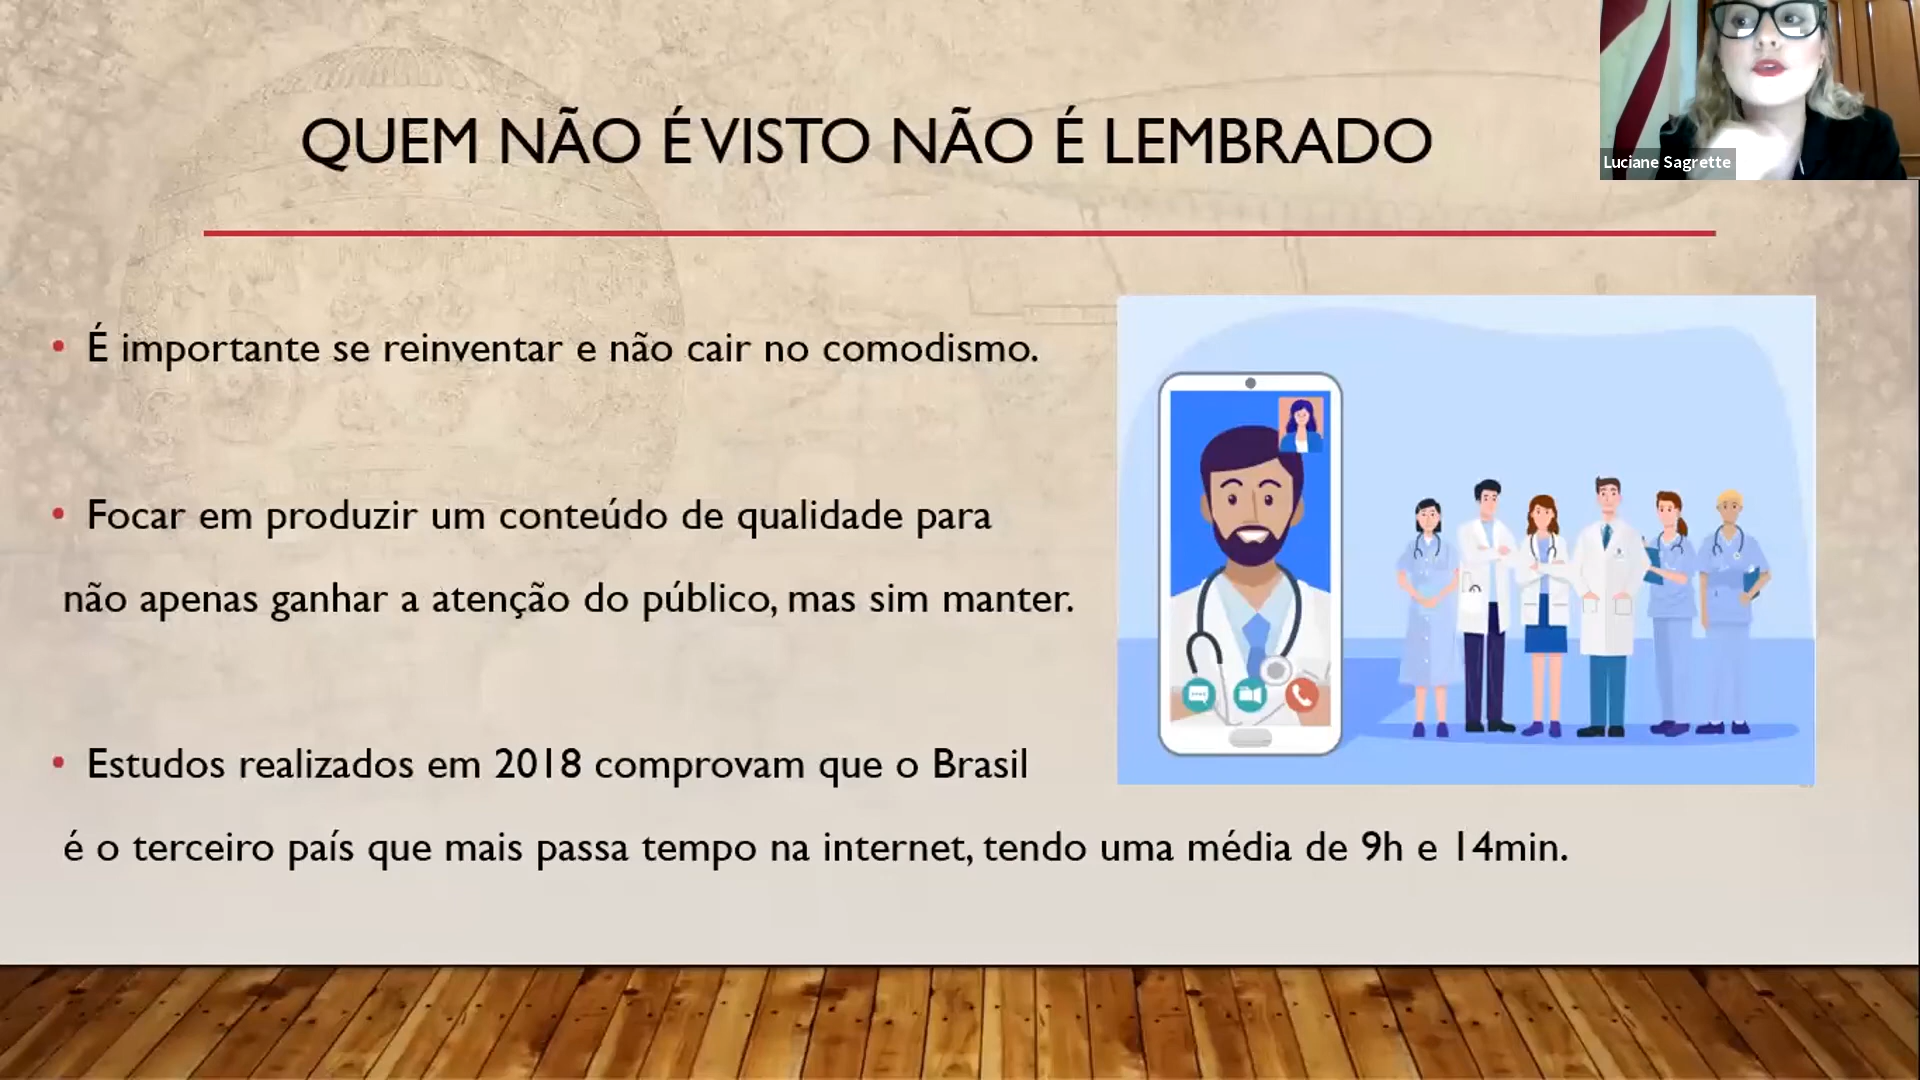 QUEM NÃO É VISTO NÃO É LEMBRADO
Luciane Sagrette
• É importante se reinventar e não cair no comodismo.
• Focar em produzir um conteúdo de qualidade para
não apenas ganhar a atenção do público, mas sim manter.
• Estudos realizados em 2018 comprovam que o Brasil
é o terceiro país que mais passa tempo na internet, tendo uma média de 9h e 14min.